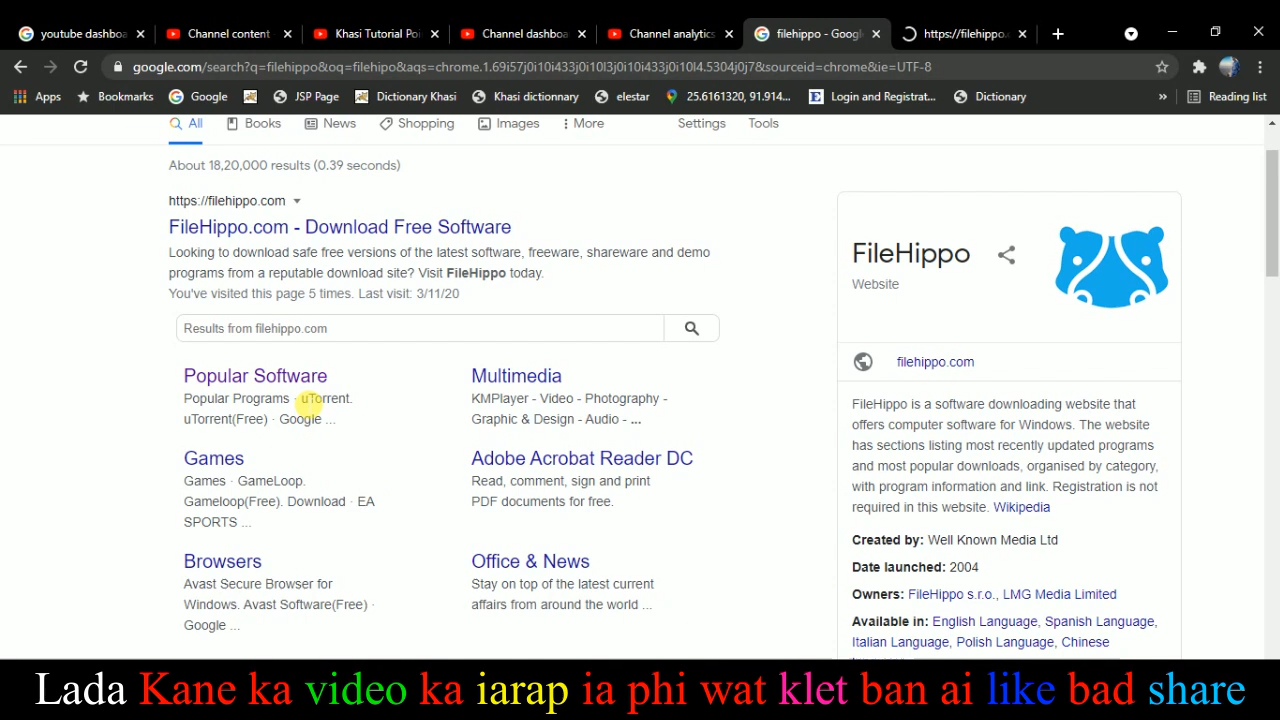 youtube dashboa
Channel content
Khasi Tutorial Poi
Channel dashboa
Channel analytics
filehippo - Googl
https://filehippo.c
google.com/search?q=filehippo&oq=filehipo&aqs=chrome.1.69i57j0i10i433j0i10l3j0i10i433j0i10l4.5304j0j7&sourceid=chrome&ie=UTF-8
Apps
Bookmarks
Google
JSP Page
Dictionary Khasi
Khasi dictionnary
elestar
25.6161320, 91.914...
Login and Registrat...
Dictionary
»
Reading list
All
Books
News
Shopping
Images
More
Settings
Tools
About 18,20,000 results (0.39 seconds)
https://filehippo.com
FileHippo.com - Download Free Software
Looking to download safe free versions of the latest software, freeware, shareware and demo
programs from a reputable download site? Visit FileHippo today.
You've visited this page 5 times. Last visit: 3/11/20
Results from filehippo.com
Popular Software
Popular Programs · uTorrent.
uTorrent(Free) · Google ...
Multimedia
KMPlayer - Video - Photography -
Graphic & Design - Audio - ...
Games
Games · GameLoop.
Gameloop(Free). Download · EA
SPORTS ...
Adobe Acrobat Reader DC
Read, comment, sign and print
PDF documents for free.
Browsers
Avast Secure Browser for
Windows. Avast Software(Free) ·
Google ...
Office & News
Stay on top of the latest current
affairs from around the world ...
FileHippo
Website
filehippo.com
FileHippo is a software downloading website that
offers computer software for Windows. The website
has sections listing most recently updated programs
and most popular downloads, organised by category,
with program information and link. Registration is not
required in this website. Wikipedia
Created by: Well Known Media Ltd
Date launched: 2004
Owners: FileHippo s.r.o., LMG Media Limited
Available in: English Language, Spanish Language,
Italian Language, Polish Language, Chinese
Lada Kane ka video ka iarap ia phi wat klet ban ai like bad share